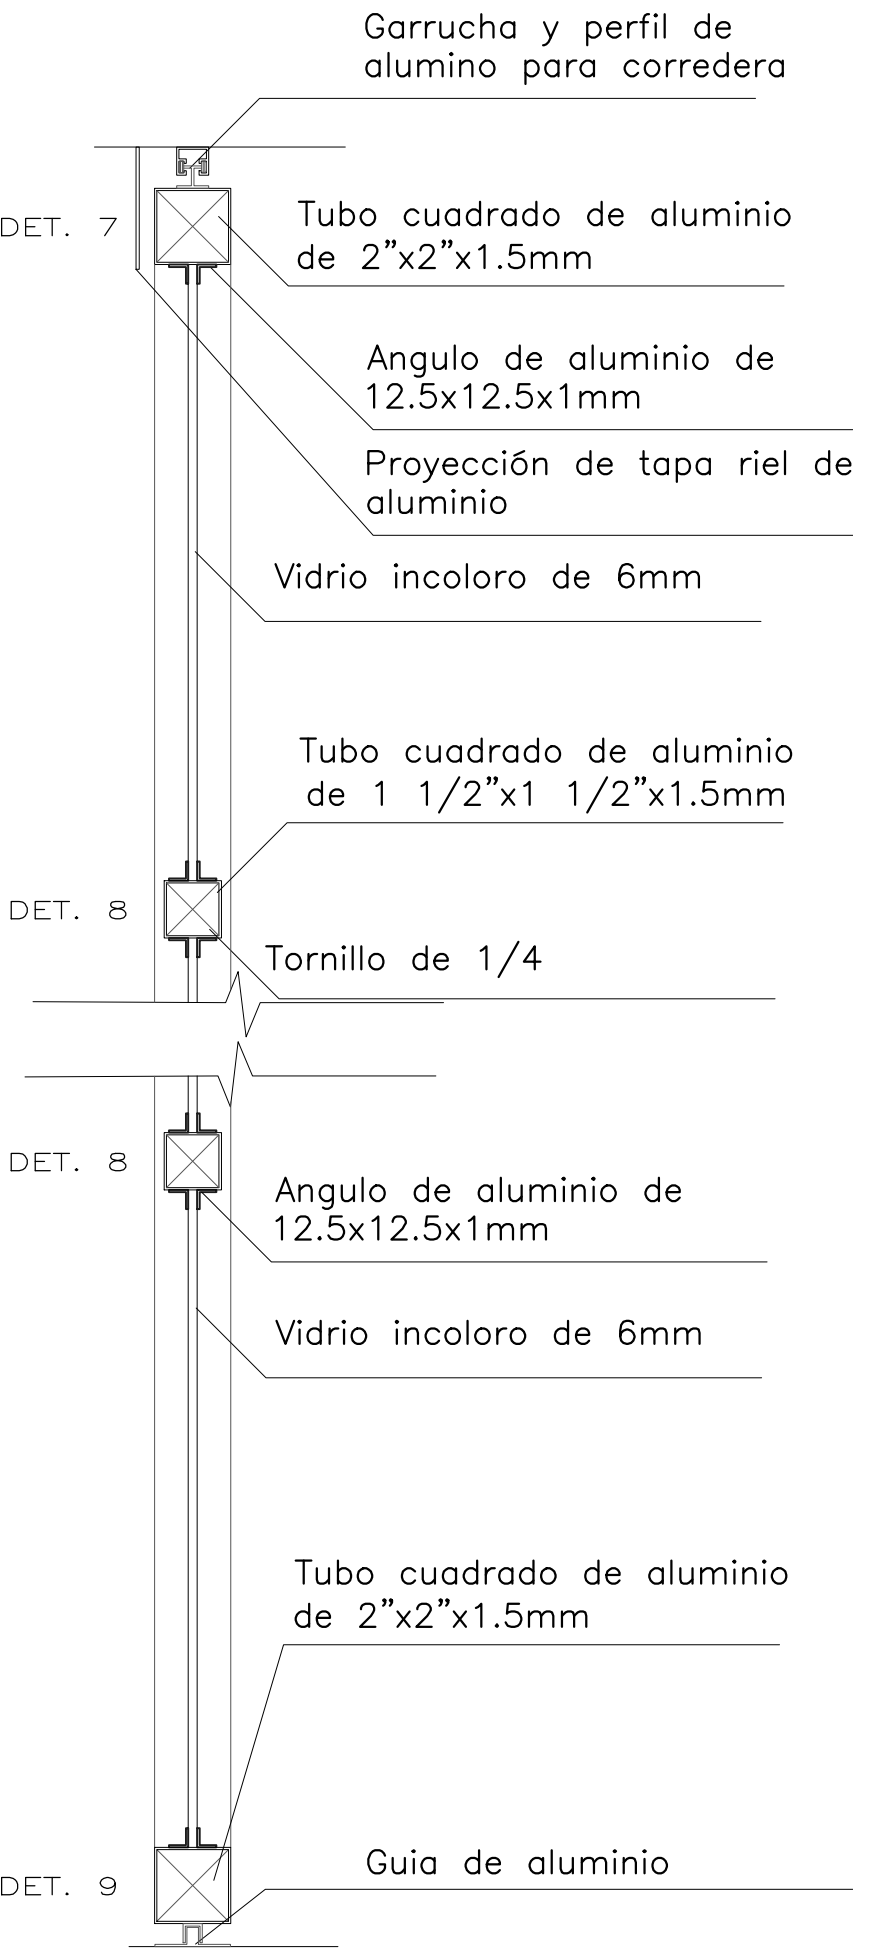 Garrucha y perfil de
alumino para corredera
DET. 7
Tubo cuadrado de aluminio
de 2”x2”x1.5mm
Angulo de aluminio de
12.5x12.5x1mm
Proyección de tapa riel de
aluminio
Vidrio incoloro de 6mm
Tubo cuadrado de aluminio
de 1 1/2”x1 1/2”x1.5mm
DET. 8
Tornillo de 1/4
DET. 8
Angulo de aluminio de
12.5x12.5x1mm
Vidrio incoloro de 6mm
Tubo cuadrado de aluminio
de 2”x2”x1.5mm
DET. 9
Guia de aluminio